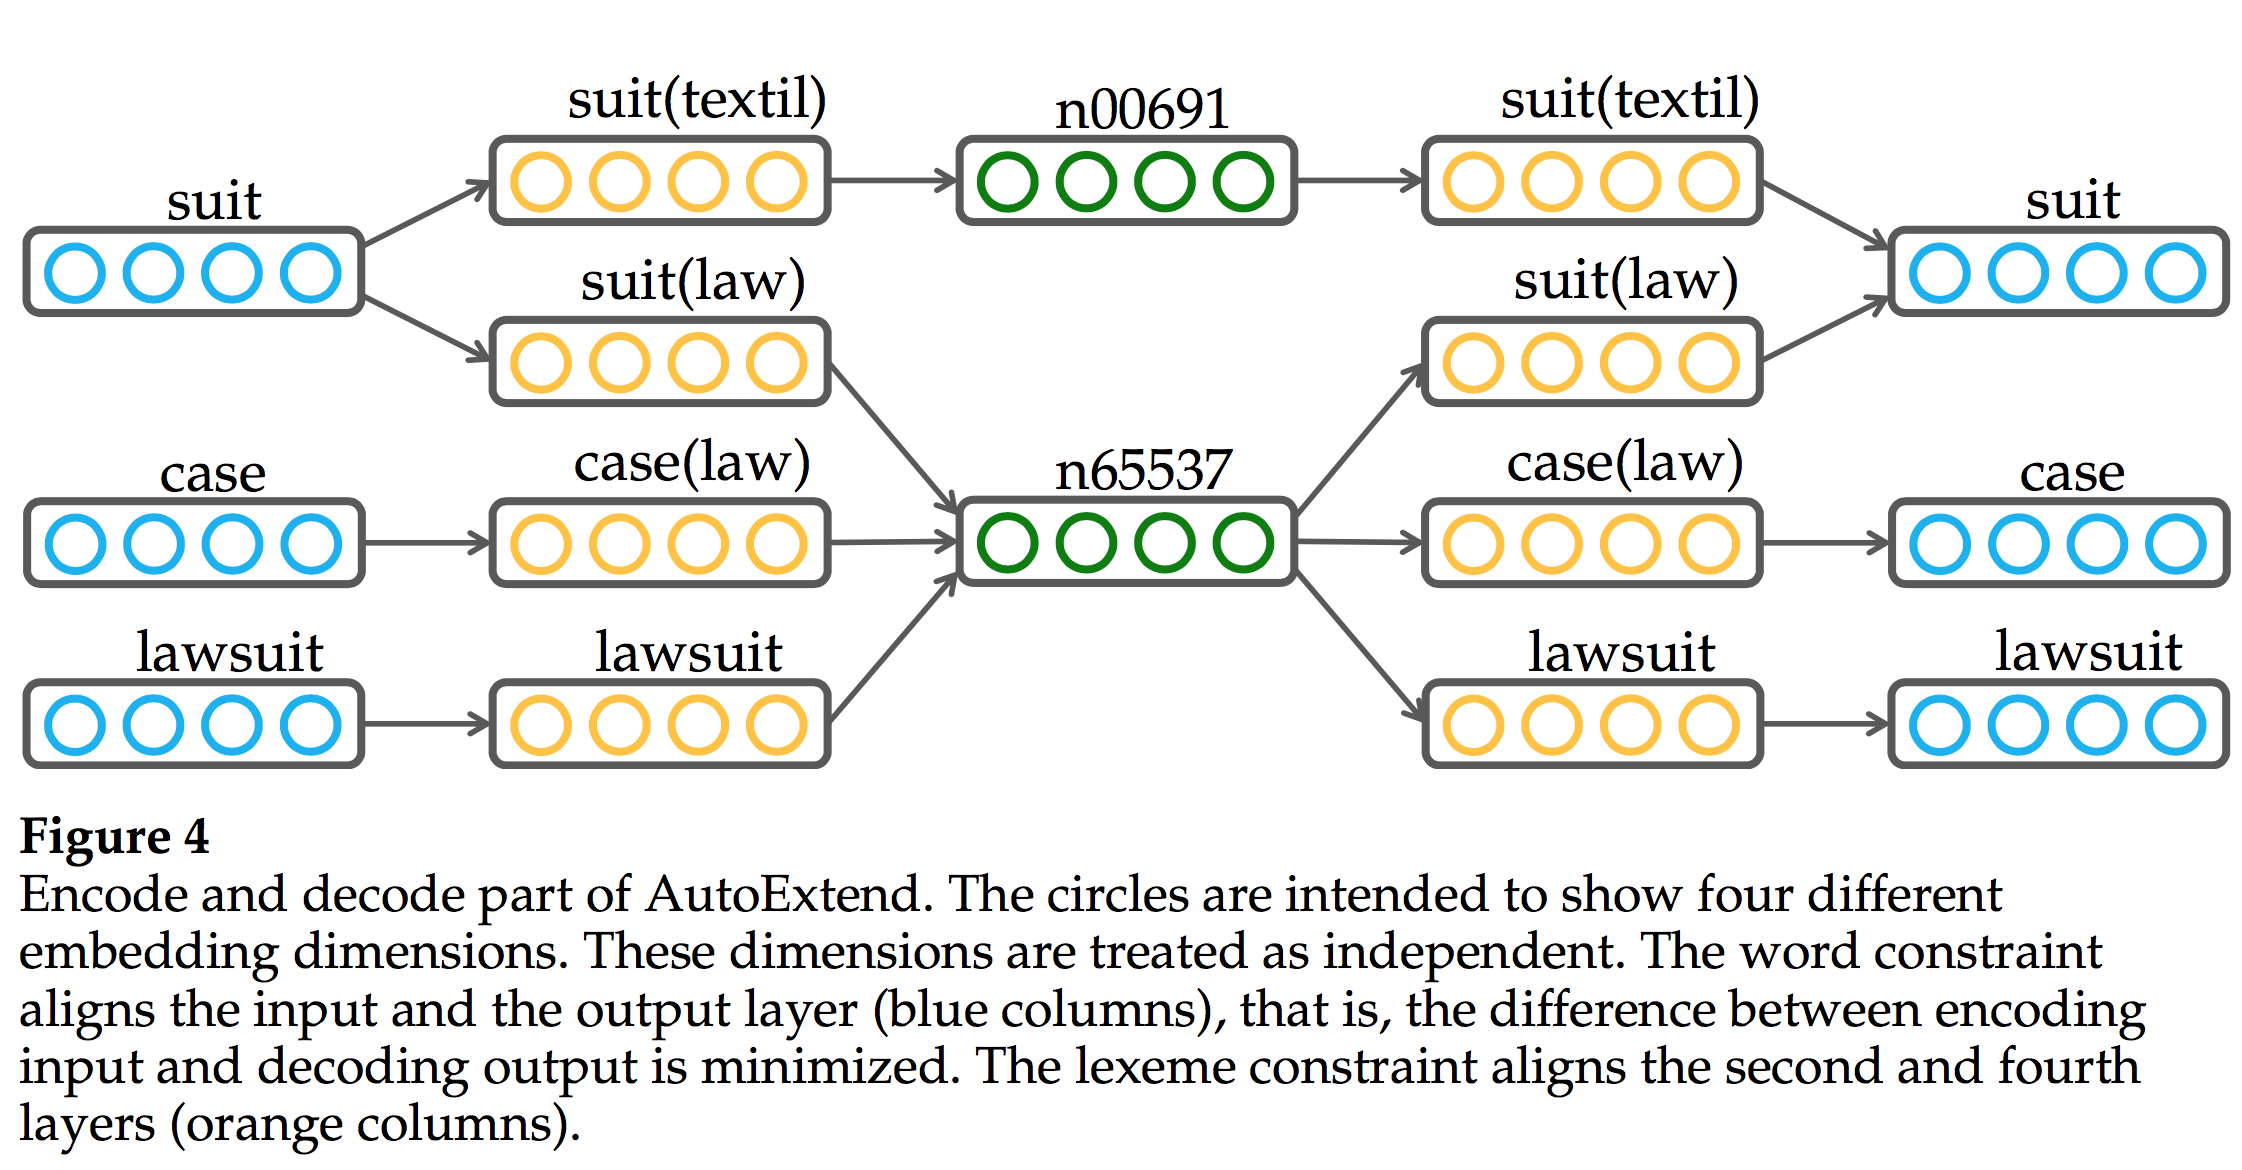 suit(textil)
n00691
suit(textil)
suit
suit
suit(law)
suit(law)
case
case(law)
n65537
case(law)
case
lawsuit
lawsuit
lawsuit
lawsuit
Figure 4
Encode and decode part of AutoExtend. The circles are intended to show four different
embedding dimensions. These dimensions are treated as independent. The word constraint
aligns the input and the output layer (blue columns), that is, the difference between encoding
input and decoding output is minimized. The lexeme constraint aligns the second and fourth
layers (orange columns).